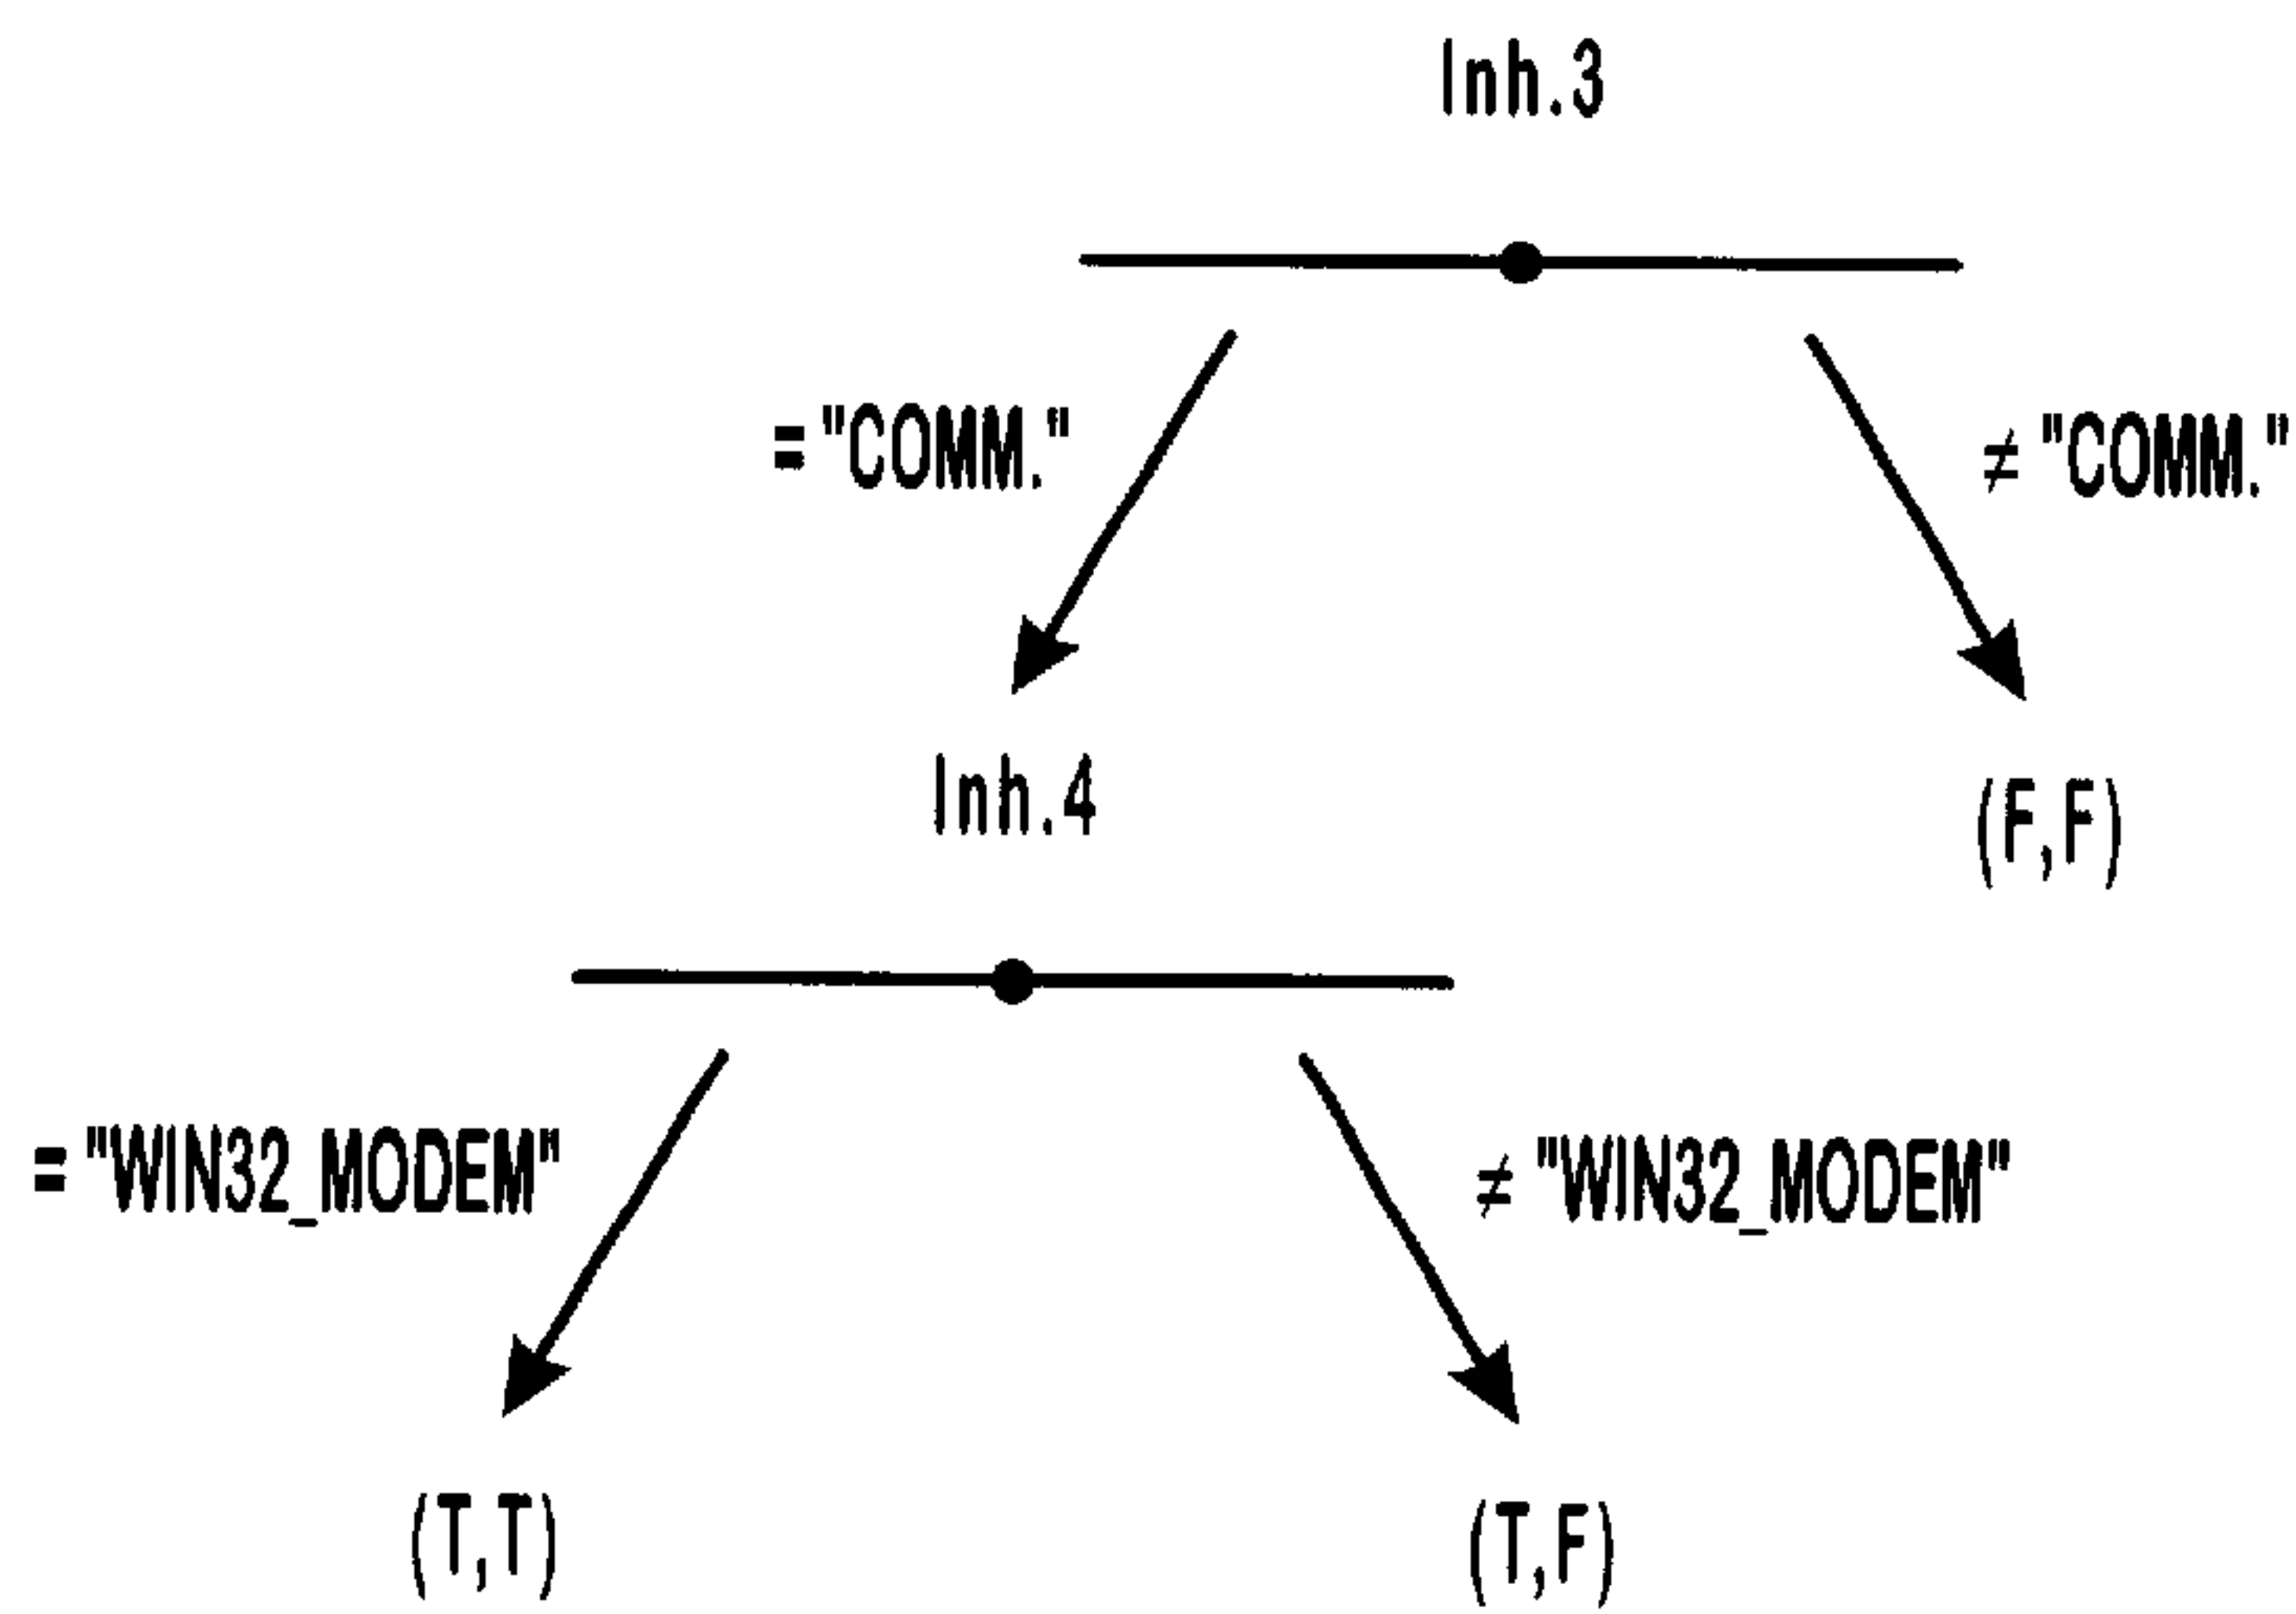 Inh.3
= "COMM."
≠ "COMM."
Inh.4
(F,F)
= "WIN32_MODEM"
≠ "WIN32_MODEM"
(T,T)
(T,F)